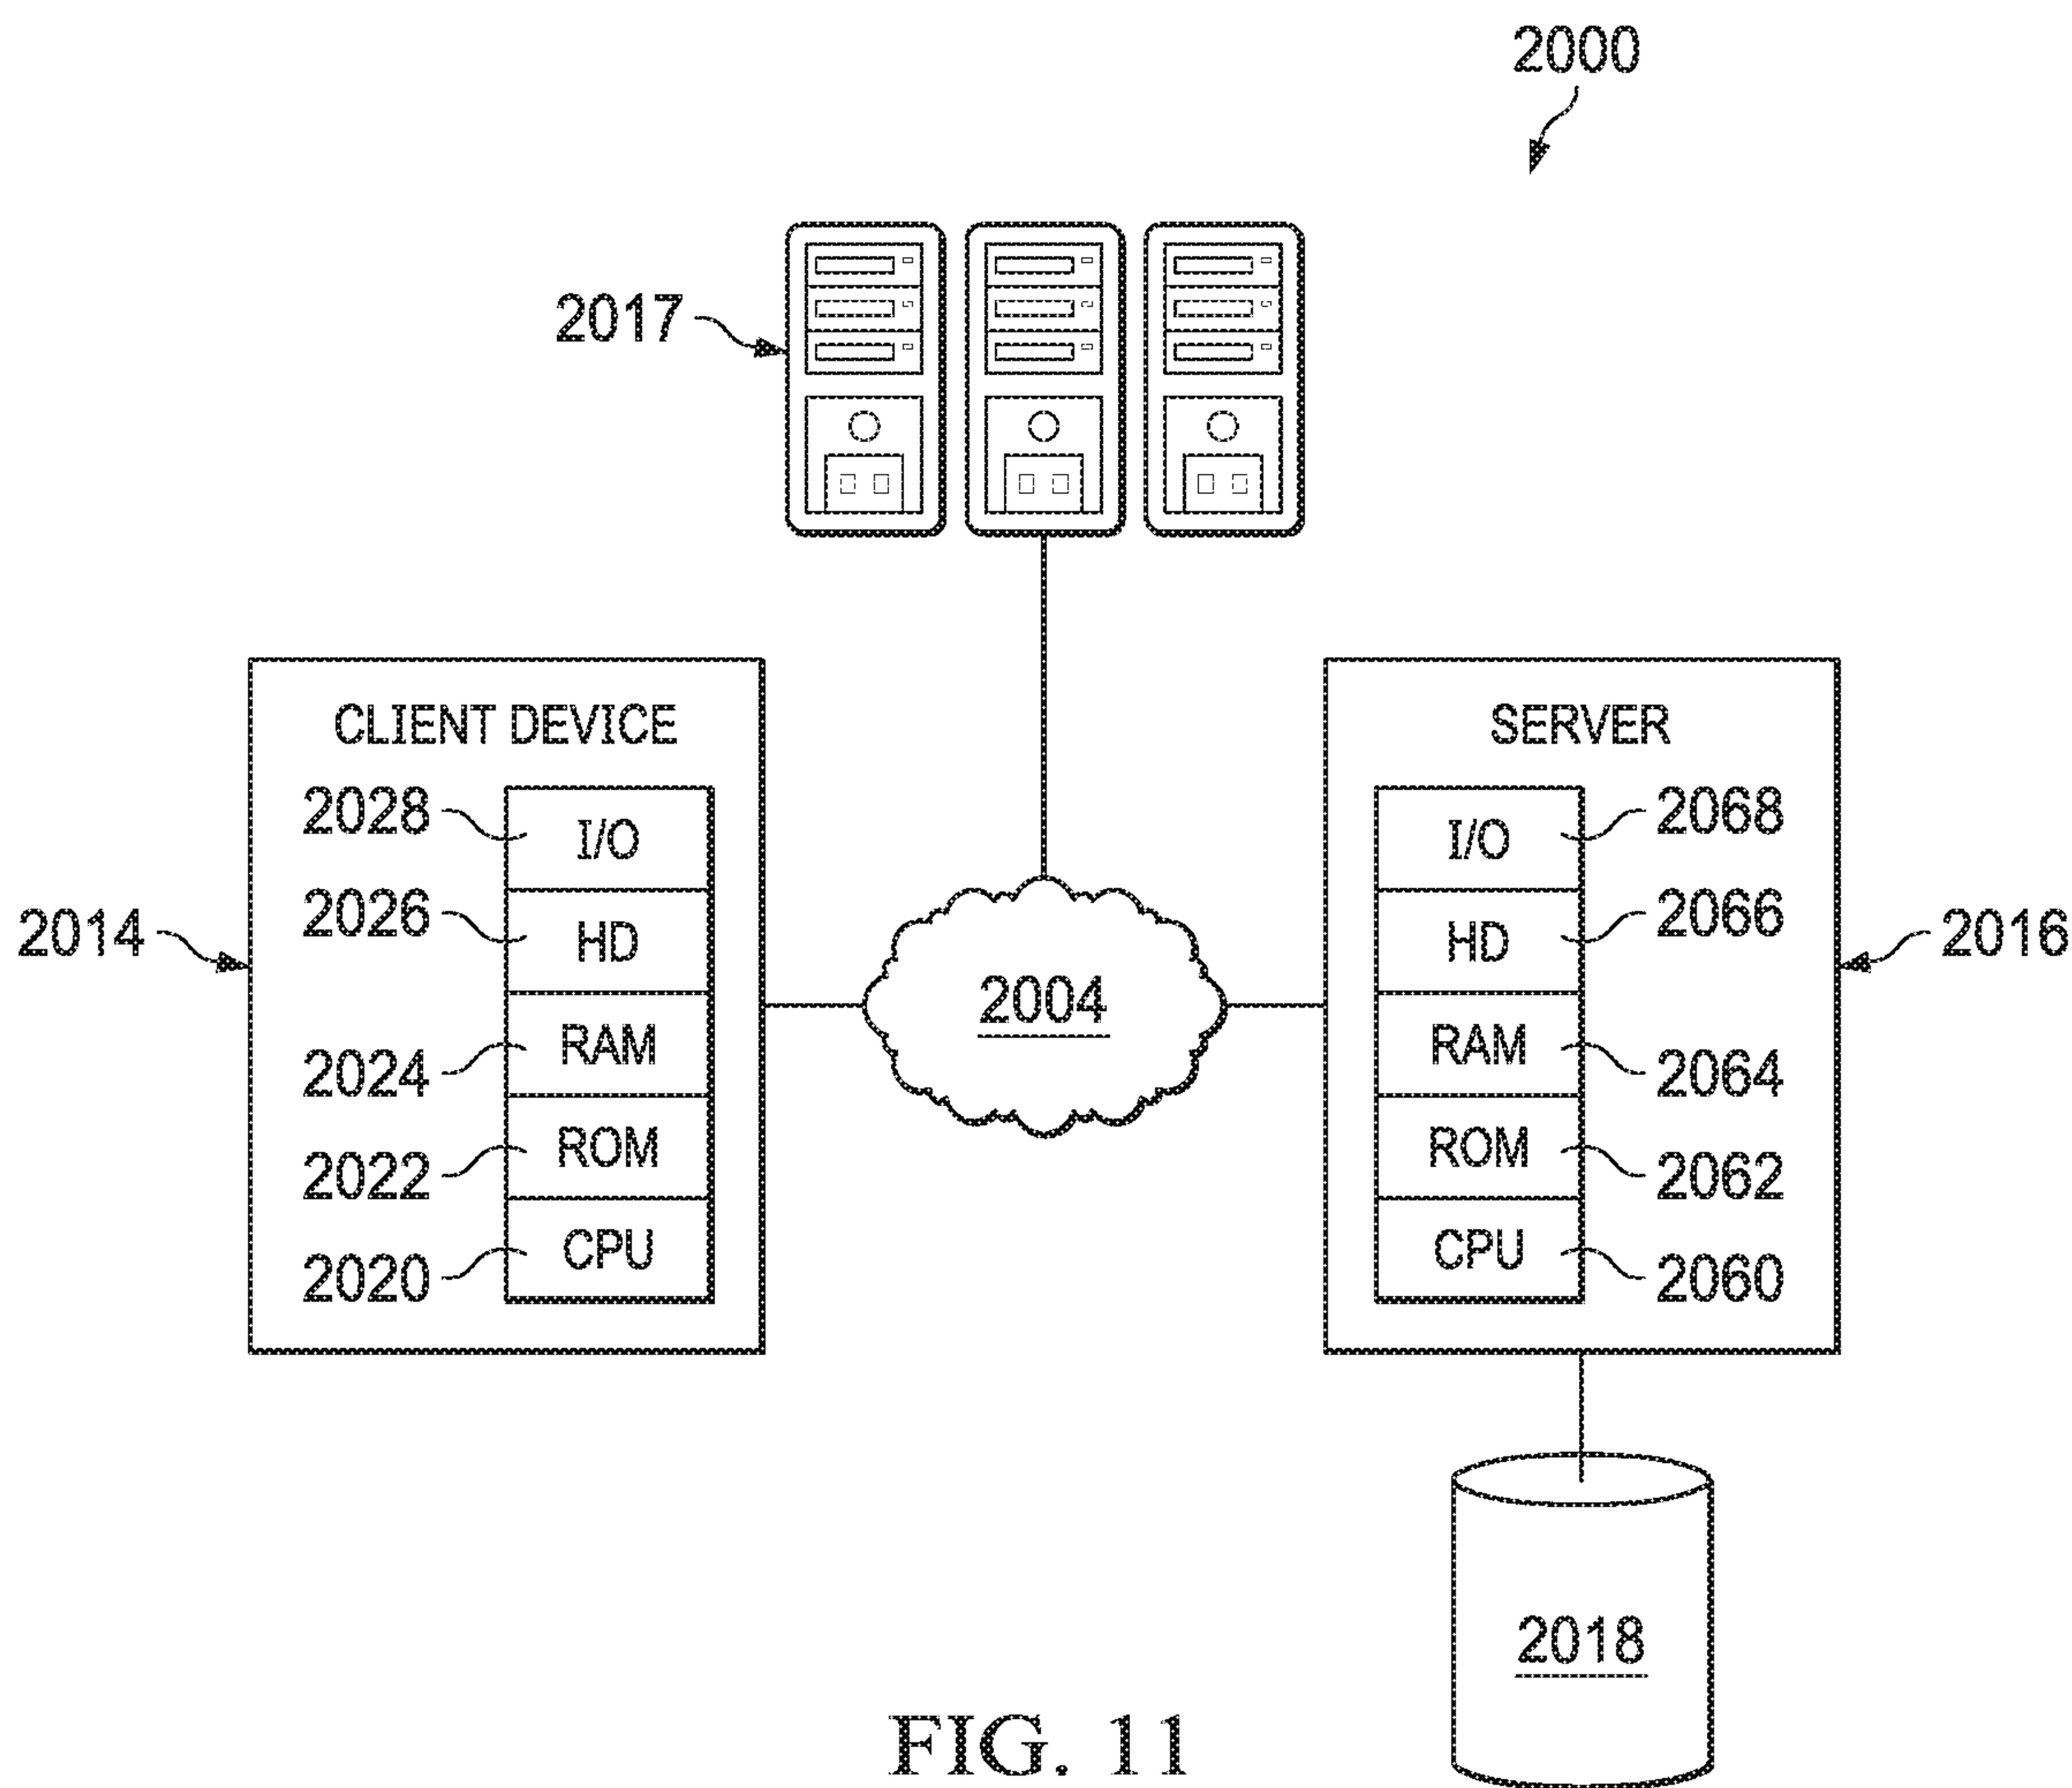 2000
2017
CLIENT DEVICE
SERVER
2028
I/O
I/O
2068
2014
2026
HD
2004
HD
2066
2016
2024
RAM
RAM
2064
2022
ROM
ROM
2062
2020
CPU
CPU
2060
2018
FIG. 11